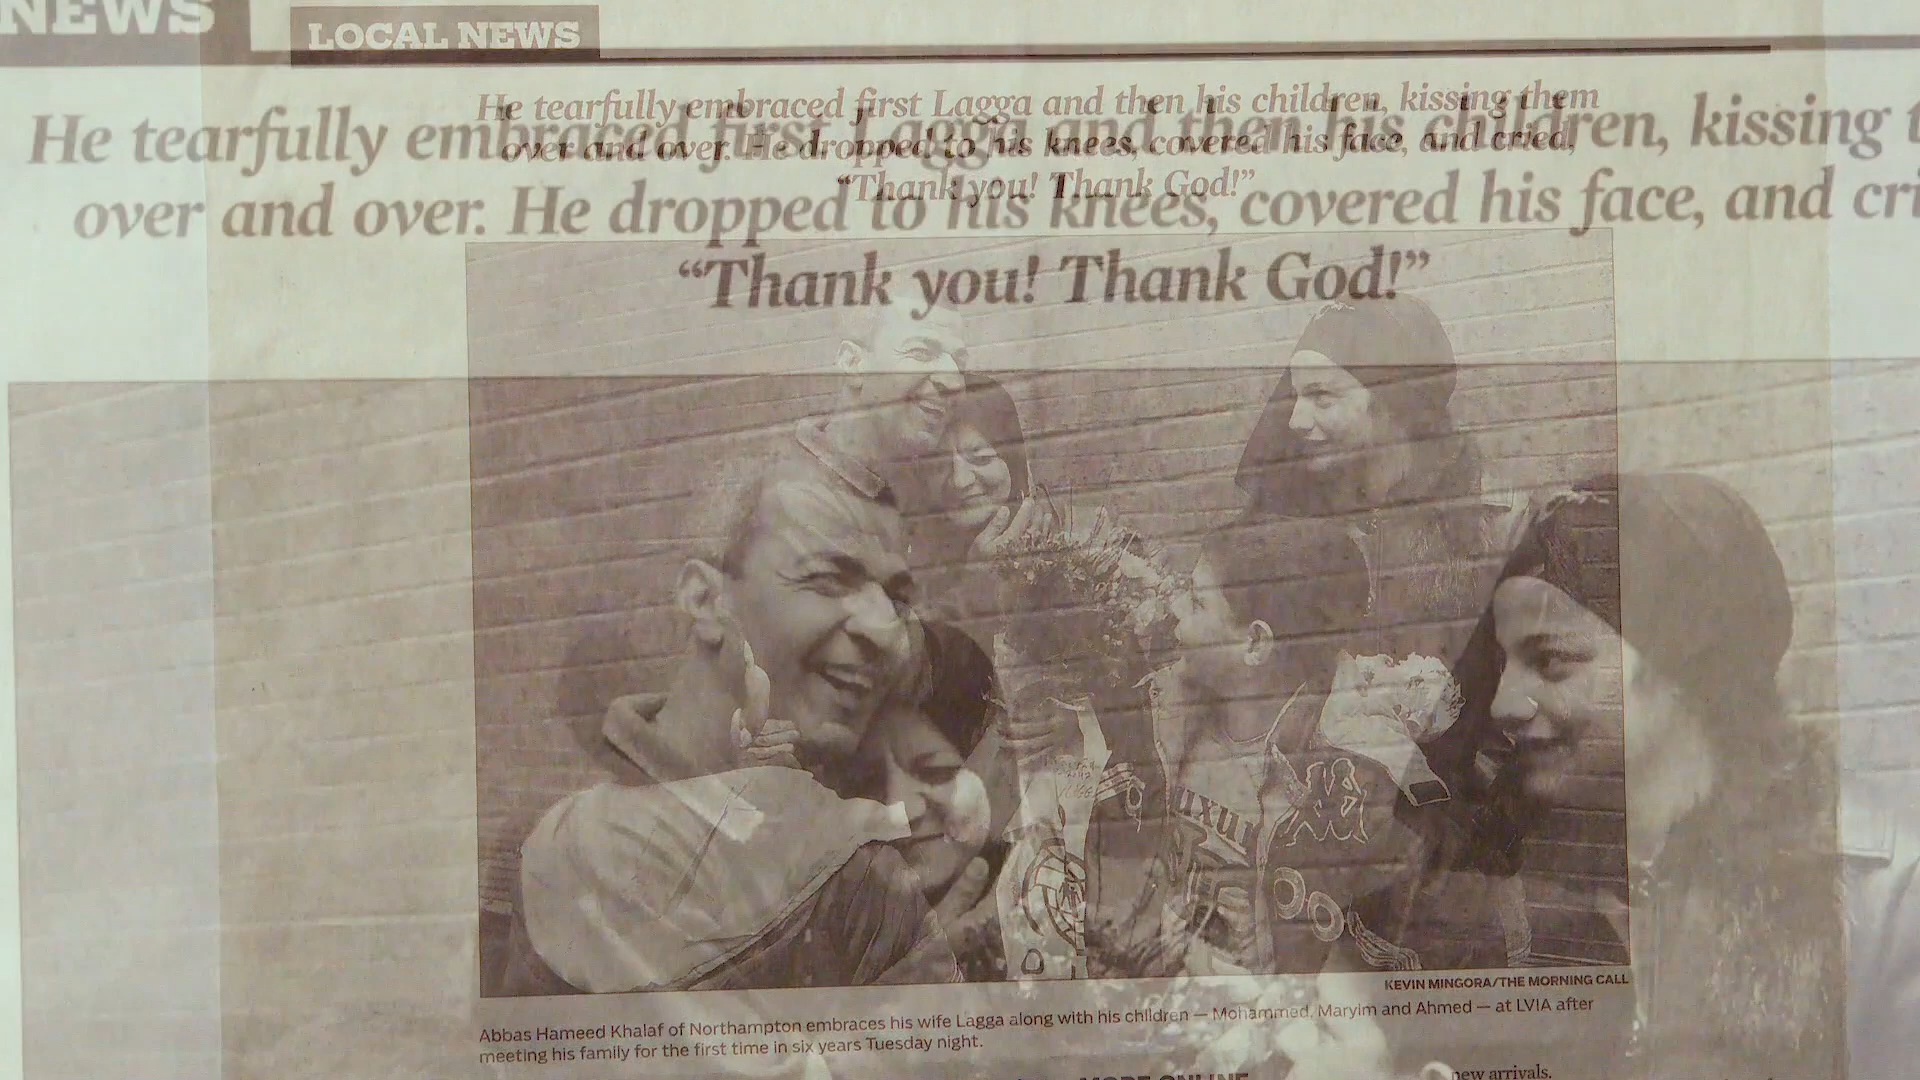 NEWS
LOCAL NEWS
He tearfully embraced first Lagga and then his children, kissing them
over and over. He dropped to his knees, covered his face, and cried,
“Thank you! Thank God!”
He tearfully embraced first Lagga and then his children, kissing t
over and over. He dropped to his knees, covered his face, and cri
“Thank you! Thank God!”
KEVIN MINGORA/THE MORNING CALL
Abbas Hameed Khalaf of Northampton embraces his wife Lagga along with his children — Mohammed, Maryim and Ahmed — at LVIA after
meeting his family for the first time in six years Tuesday night.
MORE ONLINE
new arrivals.